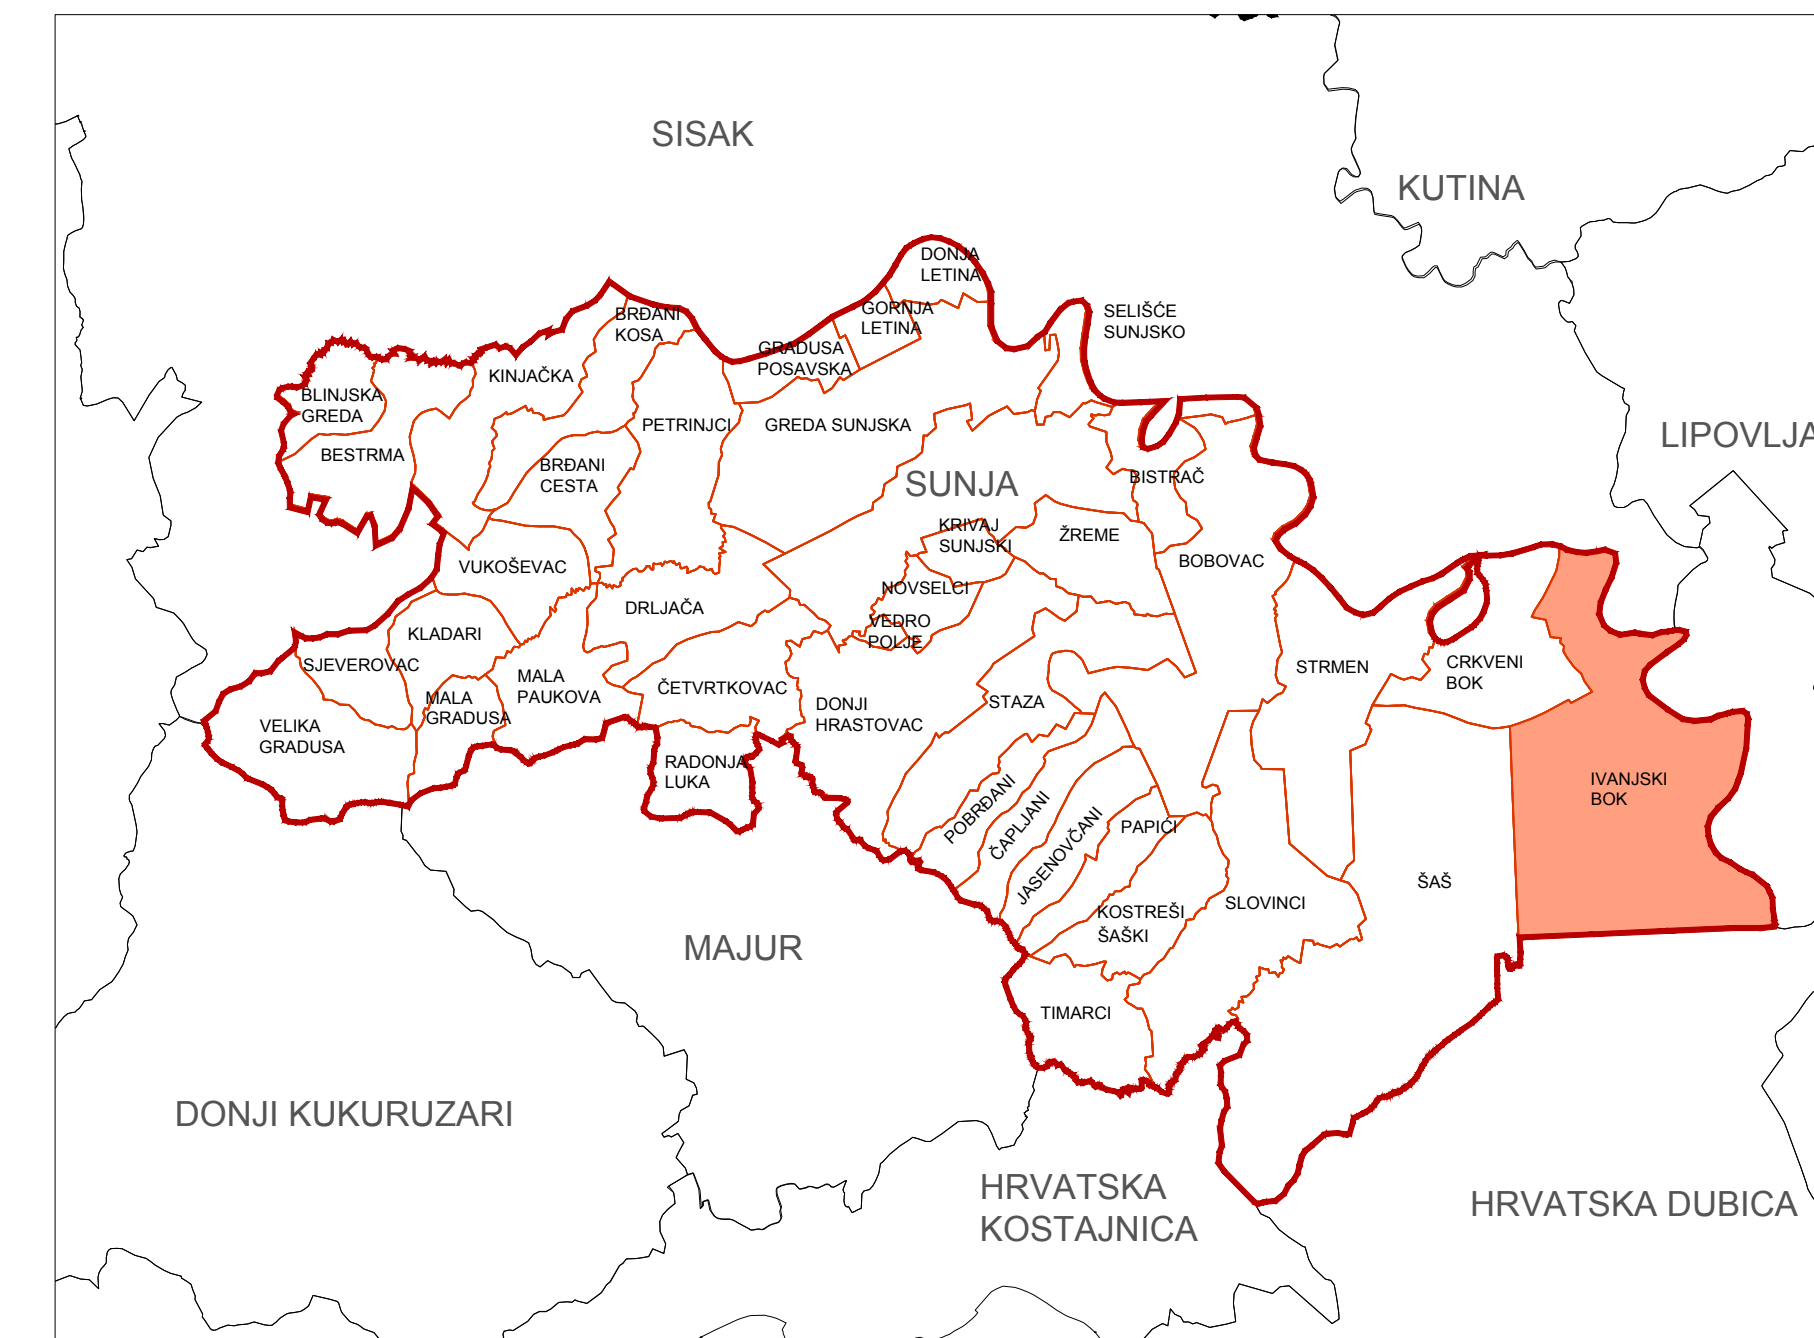 SISAK
KUTINA
DONJA
LETINA
GORNJA
LETINA
SELIŠĆE
SUNJSKO
BRĐANI
KOSA
GRADUSA
POSAVSKA
KINJAČKA
BLINJSKA
GREDA
PETRINJCI
GREDA SUNJSKA
BESTRMA
BRĐANI
CESTA
SUNJA
BISTRAČ
KRIVAJ
SUNJSKI
ŽREME
BOBOVAC
VUKOŠEVAC
NOVSELCI
DRLJAČA
VEDRO
POLJE
KLADARI
SJEVEROVAC
MALA
PAUKOVA
ČETVRTKOVAC
STRMEN
CRKVENI
BOK
MALA
GRADUSA
DONJI
HRASTOVAC
STAZA
VELIKA
GRADUSA
RADONJA
LUKA
IVANJSKI
BOK
POBRĐANI
ČAPLJANI
JASENOVČANI
PAPIĆI
ŠAŠ
KOSTREŠI
ŠAŠKI
SLOVINCI
MAJUR
TIMARCI
DONJI KUKURUZARI
HRVATSKA
KOSTAJNICA
HRVATSKA DUBICA
LIPOVLJA